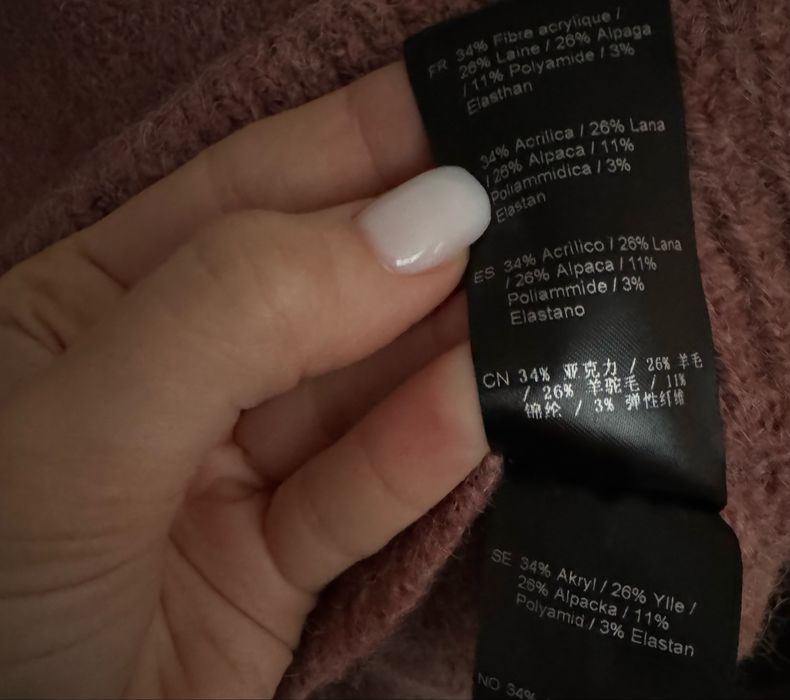 FR 34% Fibre acrylique /
26% Laine / 26% Alpaga
/ 11% Polyamide / 3%
Elasthan
34% Acrilica / 26% Lana
/ 26% Alpaca / 11%
Poliammidica / 3%
Elastan
ES 34% Acrilico / 26% Lana
/ 26% Alpaca / 11%
Poliammide / 3%
Elastano
CN 34% 亚克力 / 26% 羊毛
/ 26% 羊驼毛 / 11%
锦纶 / 3% 弹性纤维
SE 34% Akryl / 26% Ylle /
26% Alpacka / 11%
Polyamid / 3% Elastan
NO 34%